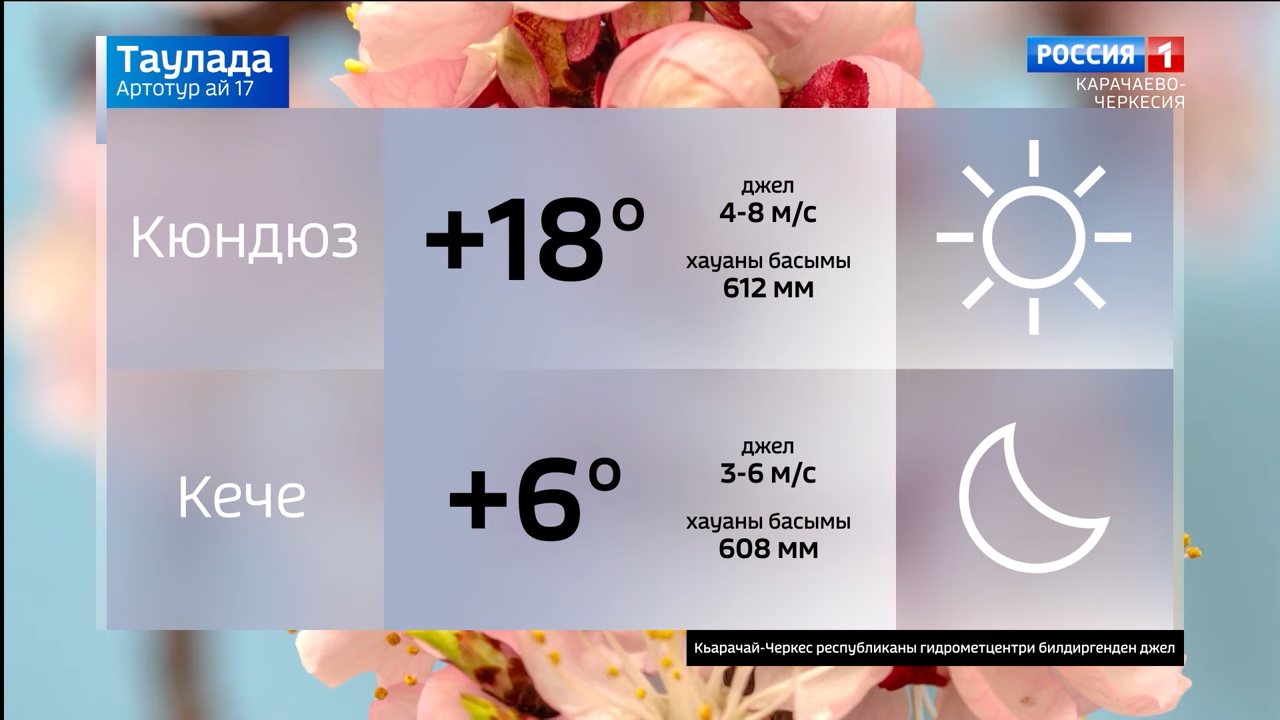 Таулада
Артотур ай 17
РОССИЯ 1
КАРАЧАЕВО-
ЧЕРКЕСИЯ
Кюндюз
+18°
джел
4-8 м/с
хауаны басымы
612 мм
Кече
+6°
джел
3-6 м/с
хауаны басымы
608 мм
Кьарачай-Черкес республиканы гидрометцентри билдиргенден джел